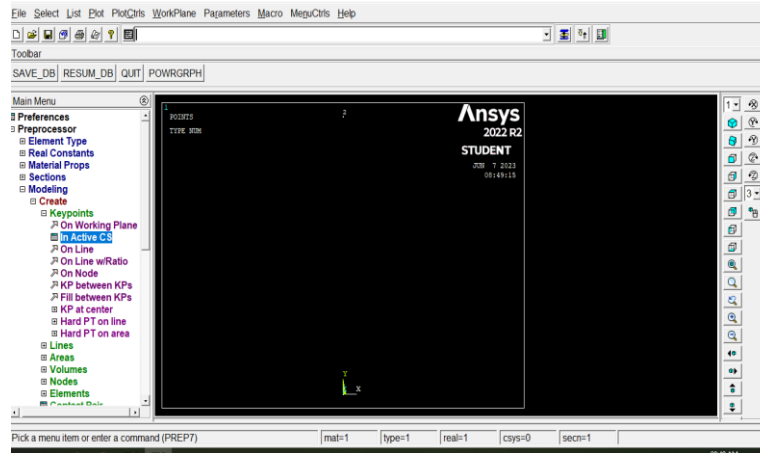 File Select List Plot PlotCtrls WorkPlane Parameters Macro MenuCtrls Help
Toolbar
SAVE_DB RESUM_DB QUIT POWRGRPH
Main Menu
Preferences
Preprocessor
Element Type
Real Constants
Material Props
Sections
Modeling
Create
Keypoints
On Working Plane
In Active CS
On Line
On Line w/Ratio
On Node
KP between KPs
Fill between KPs
KP at center
Hard PT on line
Hard PT on area
Lines
Areas
Volumes
Nodes
Elements
Contact Pair
1
POINTS
TYPE NUM
2
Ansys
2022 R2
STUDENT
JUN 7 2023
08:49:15
Y
X
1
3
Pick a menu item or enter a command (PREP7) mat=1 type=1 real=1 csys=0 secn=1